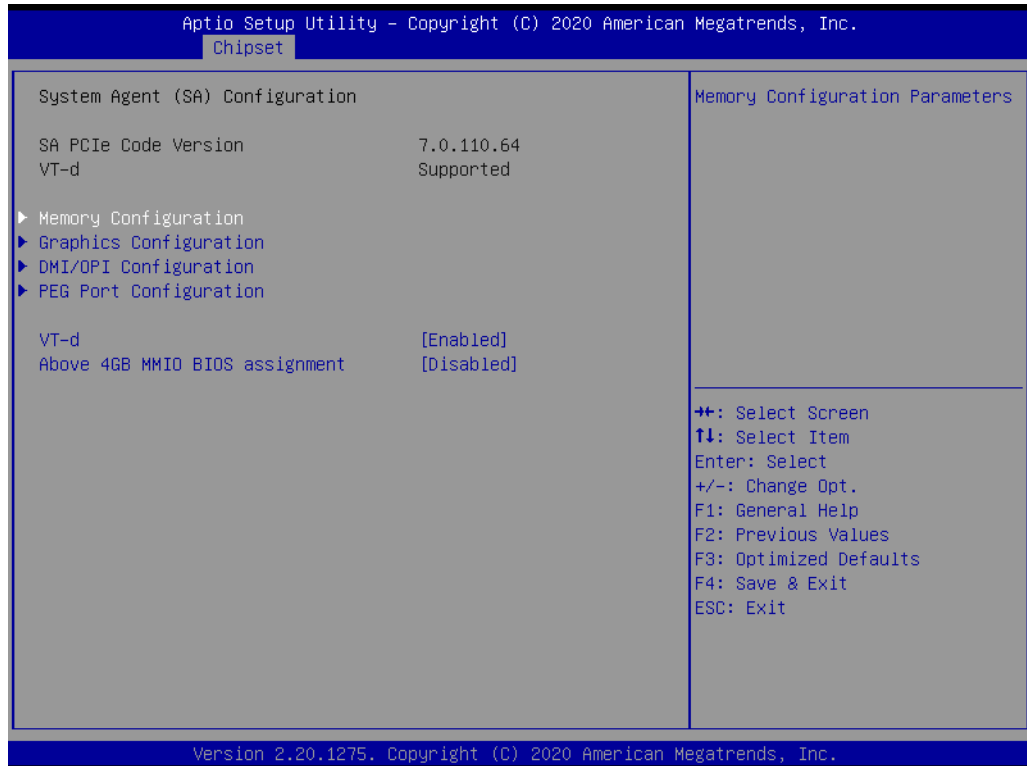 Aptio Setup Utility – Copyright (C) 2020 American Megatrends, Inc.
Chipset
System Agent (SA) Configuration
SA PCIe Code Version 7.0.110.64
VT-d Supported
▶ Memory Configuration
▶ Graphics Configuration
▶ DMI/OPI Configuration
▶ PEG Port Configuration
VT-d [Enabled]
Above 4GB MMIO BIOS assignment [Disabled]
Memory Configuration Parameters
→←: Select Screen
↑↓: Select Item
Enter: Select
+/-: Change Opt.
F1: General Help
F2: Previous Values
F3: Optimized Defaults
F4: Save & Exit
ESC: Exit
Version 2.20.1275. Copyright (C) 2020 American Megatrends, Inc.